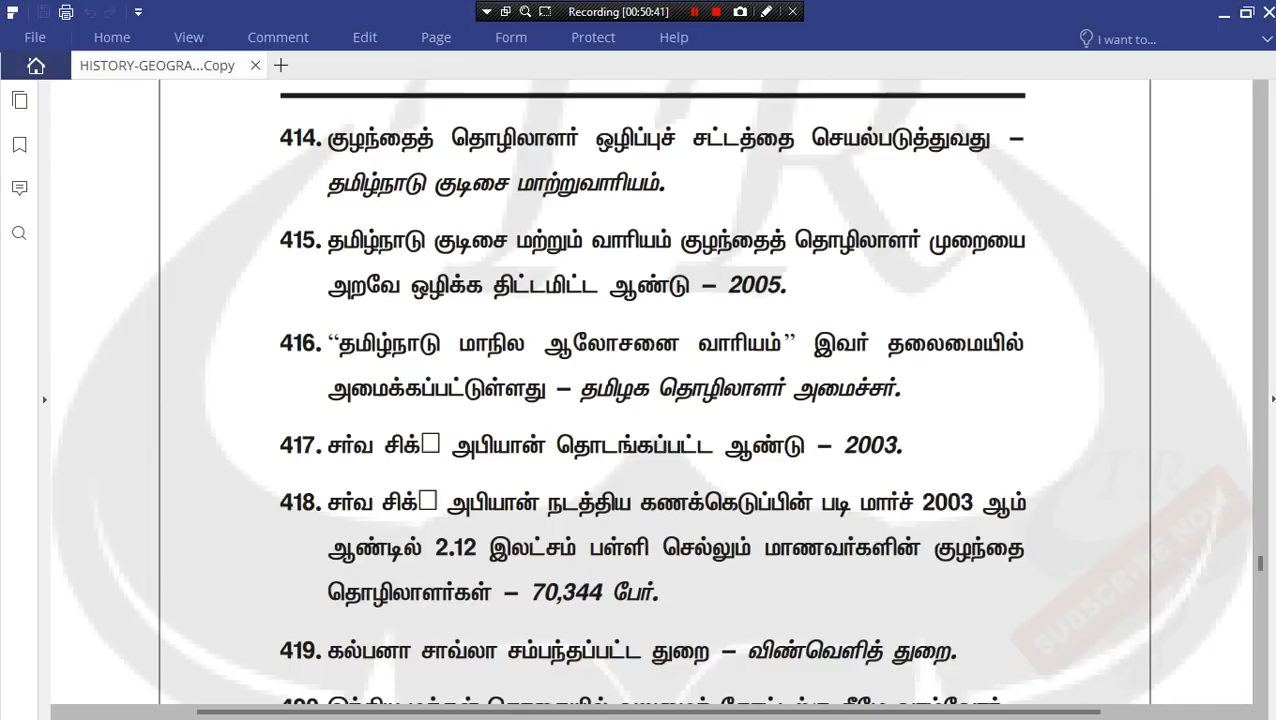 Recording [00:50:41]
File Home View Comment Edit Page Form Protect Help I want to...
HISTORY-GEOGRA...Copy
414. குழந்தைத் தொழிலாளர் ஒழிப்புச் சட்டத்தை செயல்படுத்துவது –
தமிழ்நாடு குடிசை மாற்றுவாரியம்.
415. தமிழ்நாடு குடிசை மற்றும் வாரியம் குழந்தைத் தொழிலாளர் முறையை
அறவே ஒழிக்க திட்டமிட்ட ஆண்டு – 2005.
416. “தமிழ்நாடு மாநில ஆலோசனை வாரியம்” இவர் தலைமையில்
அமைக்கப்பட்டுள்ளது – தமிழக தொழிலாளர் அமைச்சர்.
417. சர்வ சிக்□ அபியான் தொடங்கப்பட்ட ஆண்டு – 2003.
418. சர்வ சிக்□ அபியான் நடத்திய கணக்கெடுப்பின் படி மார்ச் 2003 ஆம்
ஆண்டில் 2.12 இலட்சம் பள்ளி செல்லும் மாணவர்களின் குழந்தை
தொழிலாளர்கள் – 70,344 பேர்.
419. கல்பனா சாவ்லா சம்பந்தப்பட்ட துறை – விண்வெளித் துறை.
SUBSCRIBE NOW